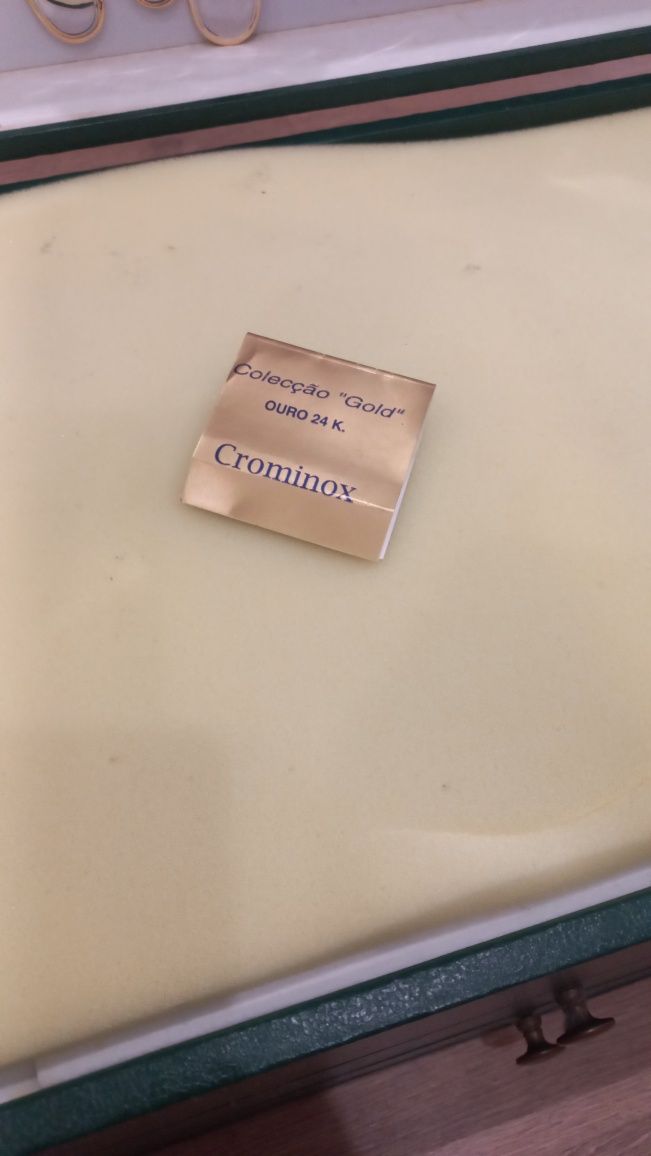 Colecção "Gold"
OURO 24 K.
Crominox